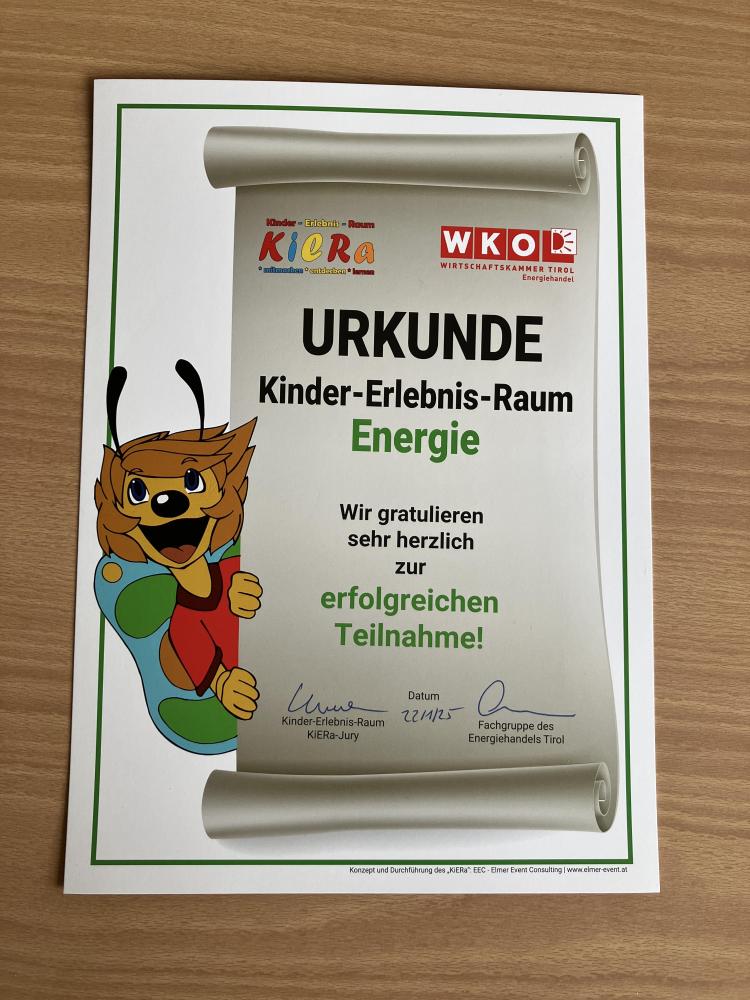 Kinder - Erlebnis - Raum
KiERa
* mitmachen * entdecken * lernen
WKO
WIRTSCHAFTSKAMMER TIROL
Energiehandel
URKUNDE
Kinder-Erlebnis-Raum
Energie
Wir gratulieren
sehr herzlich
zur
erfolgreichen
Teilnahme!
Datum
22/1/25
Kinder-Erlebnis-Raum
KiERa-Jury
Fachgruppe des
Energiehandels Tirol
Konzept und Durchführung des „KiERa": EEC - Elmer Event Consulting | www.elmer-event.at